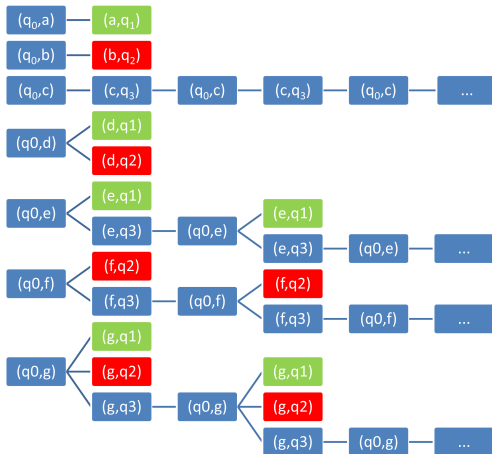 (q₀,a) (a,q₁)
(q₀,b) (b,q₂)
(q₀,c) (c,q₃) (q₀,c) (c,q₃) (q₀,c) ...
(d,q1)
(q0,d)
(d,q2)
(e,q1)
(q0,e) (e,q1)
(e,q3) (q0,e)
(e,q3) (q0,e) ...
(f,q2)
(q0,f) (f,q2)
(f,q3) (q0,f)
(f,q3) (q0,f) ...
(g,q1)
(q0,g) (g,q2) (g,q1)
(g,q3) (q0,g) (g,q2)
(g,q3) (q0,g) ...